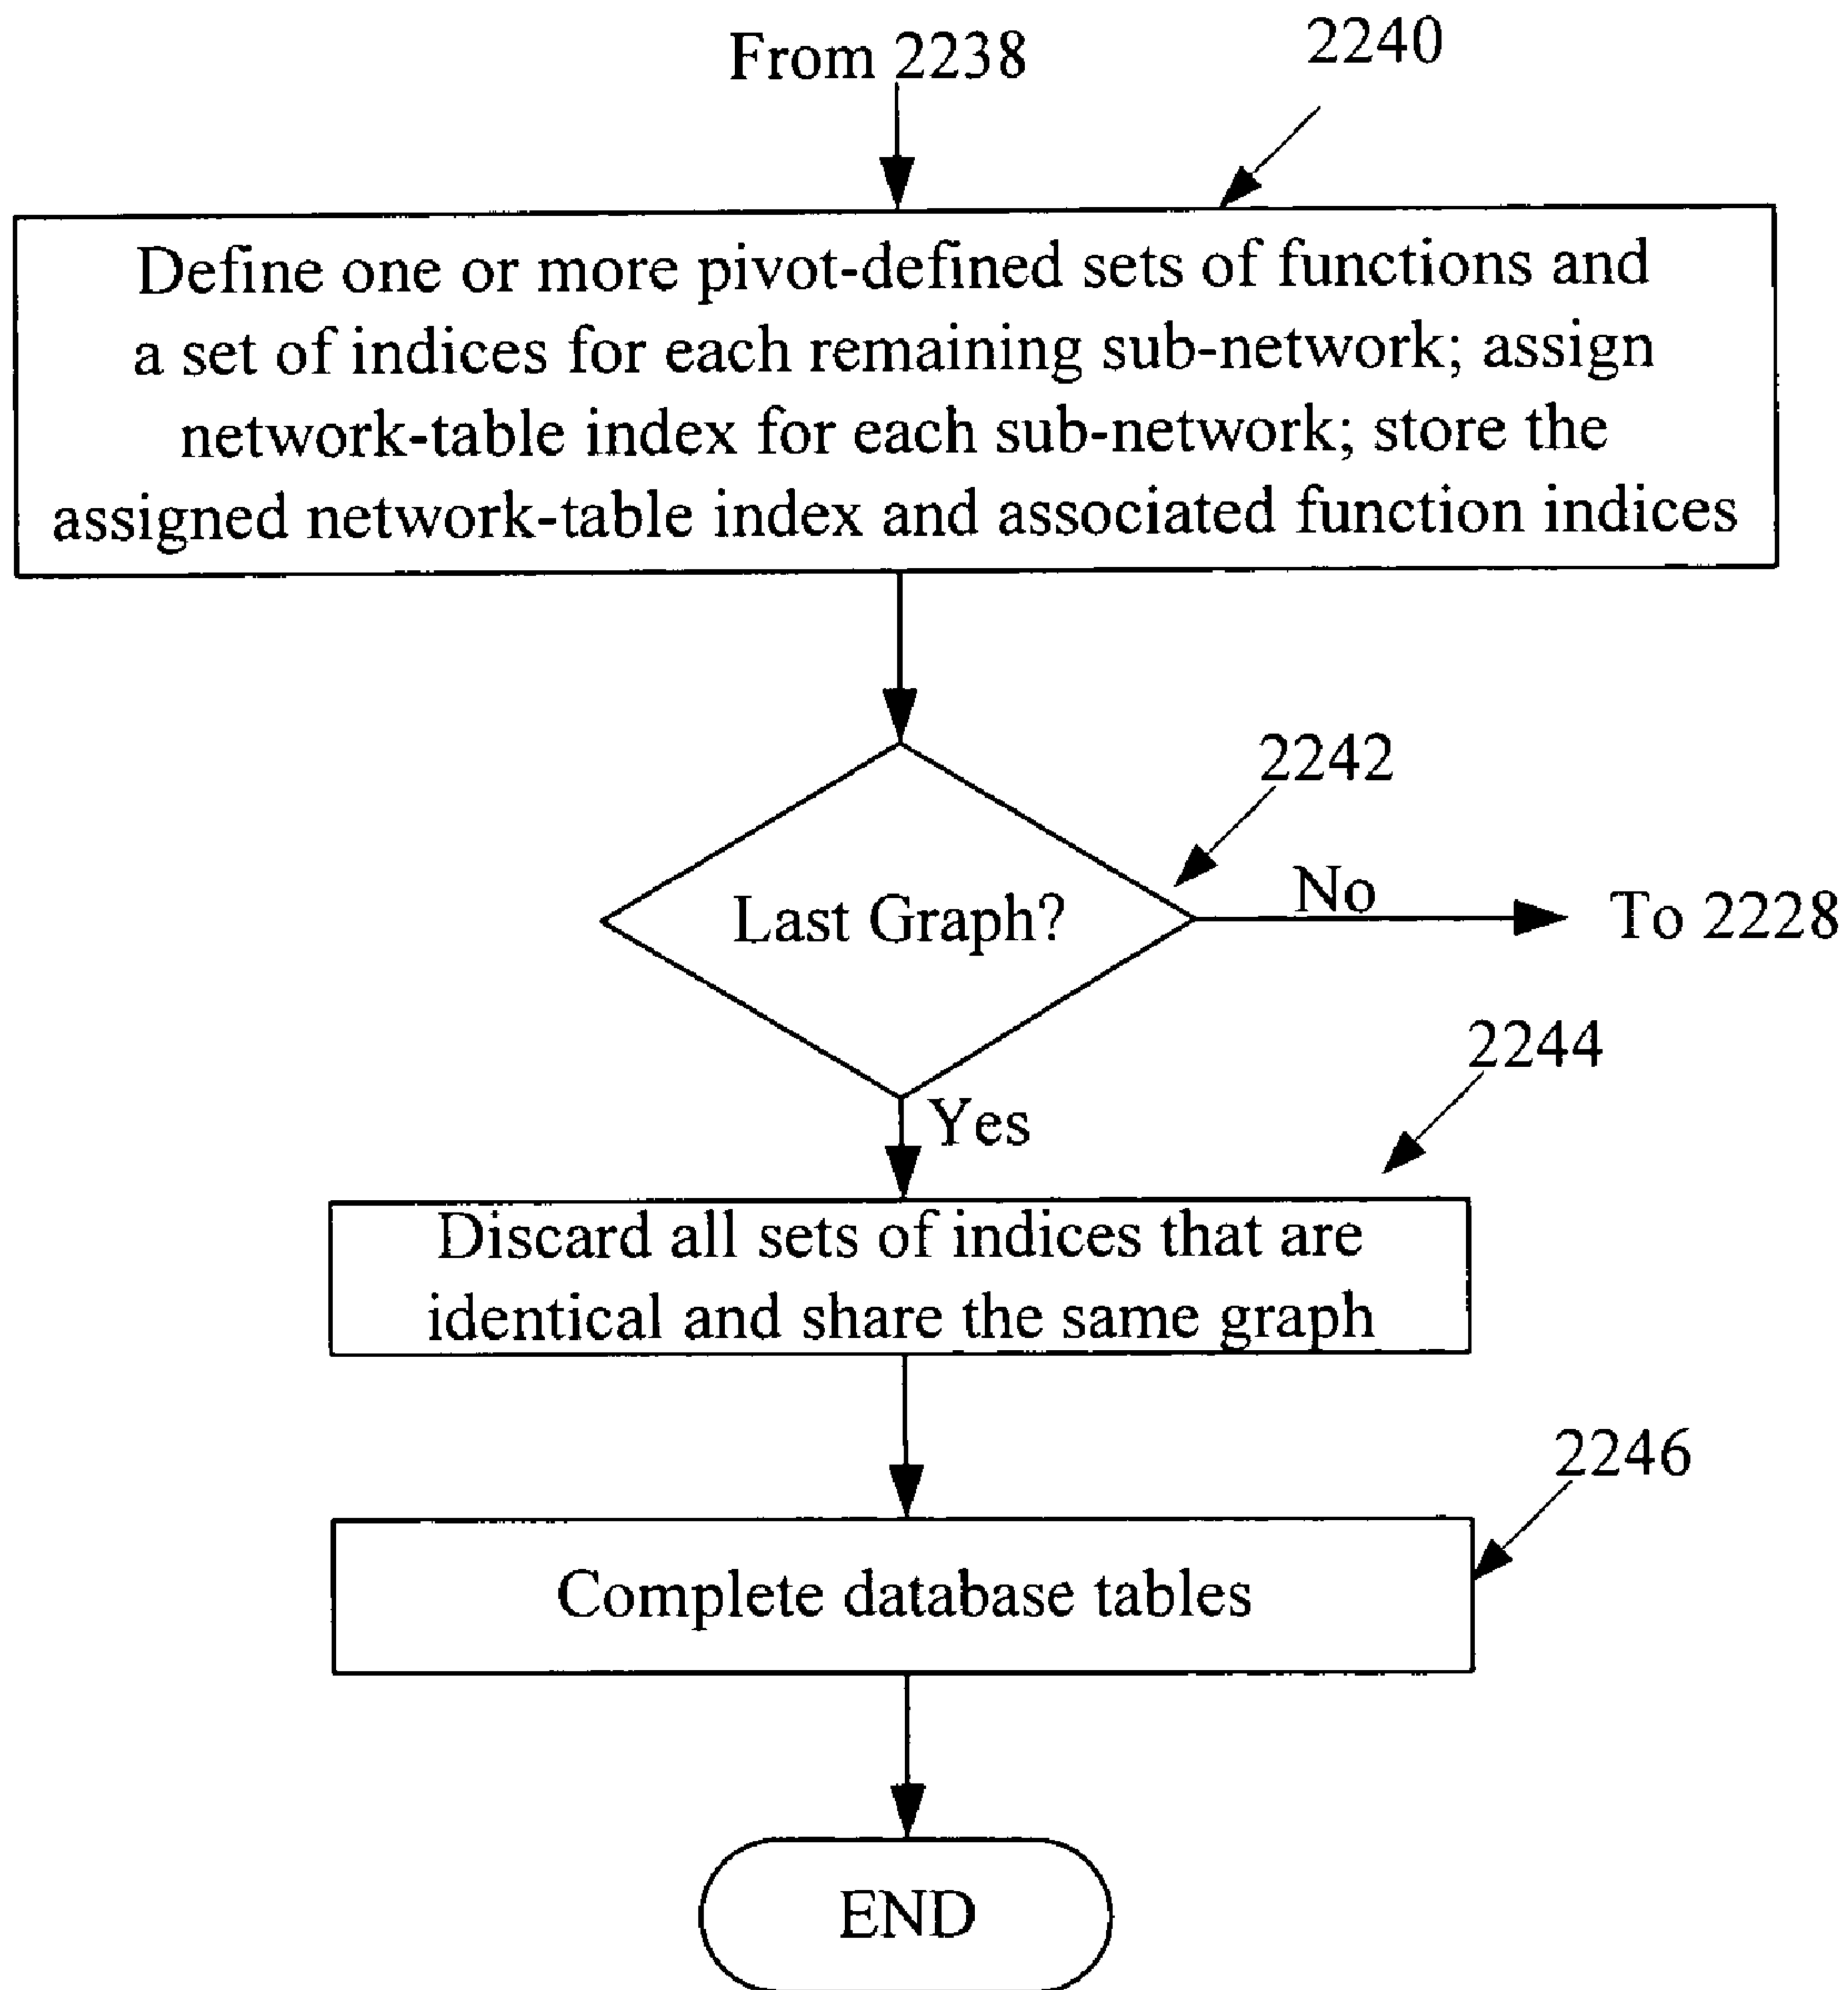 From 2238
2240
Define one or more pivot-defined sets of functions and
a set of indices for each remaining sub-network; assign
network-table index for each sub-network; store the
assigned network-table index and associated function indices
2242
Last Graph?
No
To 2228
Yes
2244
Discard all sets of indices that are
identical and share the same graph
2246
Complete database tables
END